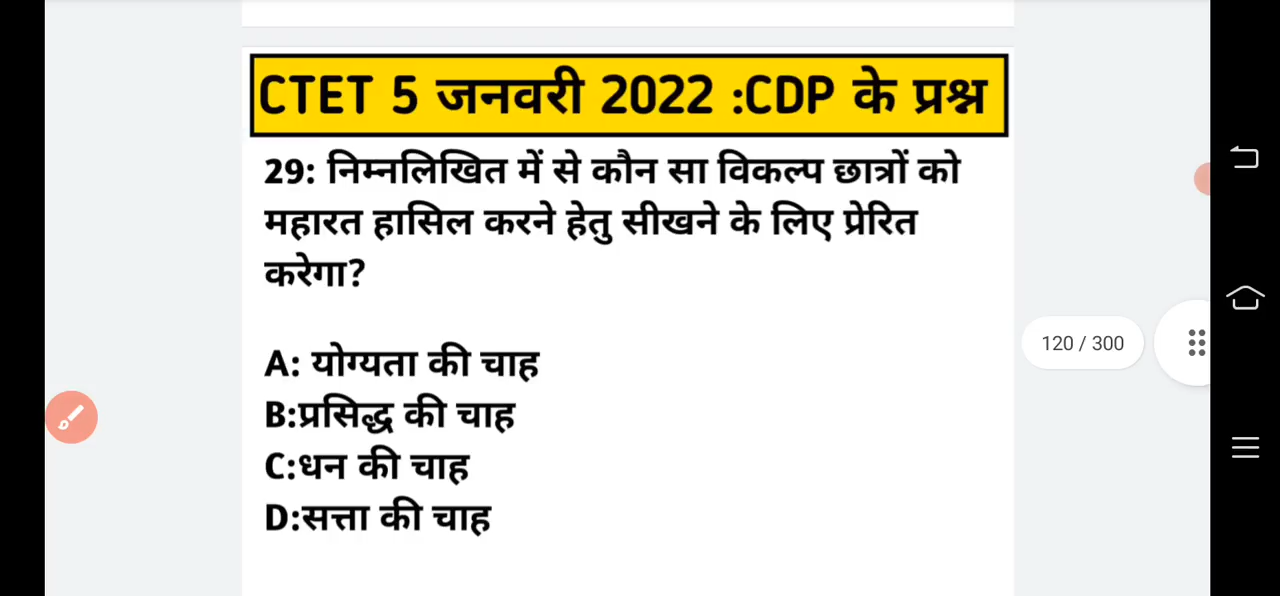 CTET 5 जनवरी 2022 :CDP के प्रश्न
29: निम्नलिखित में से कौन सा विकल्प छात्रों को
महारत हासिल करने हेतु सीखने के लिए प्रेरित
करेगा?
A: योग्यता की चाह
B:प्रसिद्ध की चाह
C:धन की चाह
D:सत्ता की चाह
120 / 300